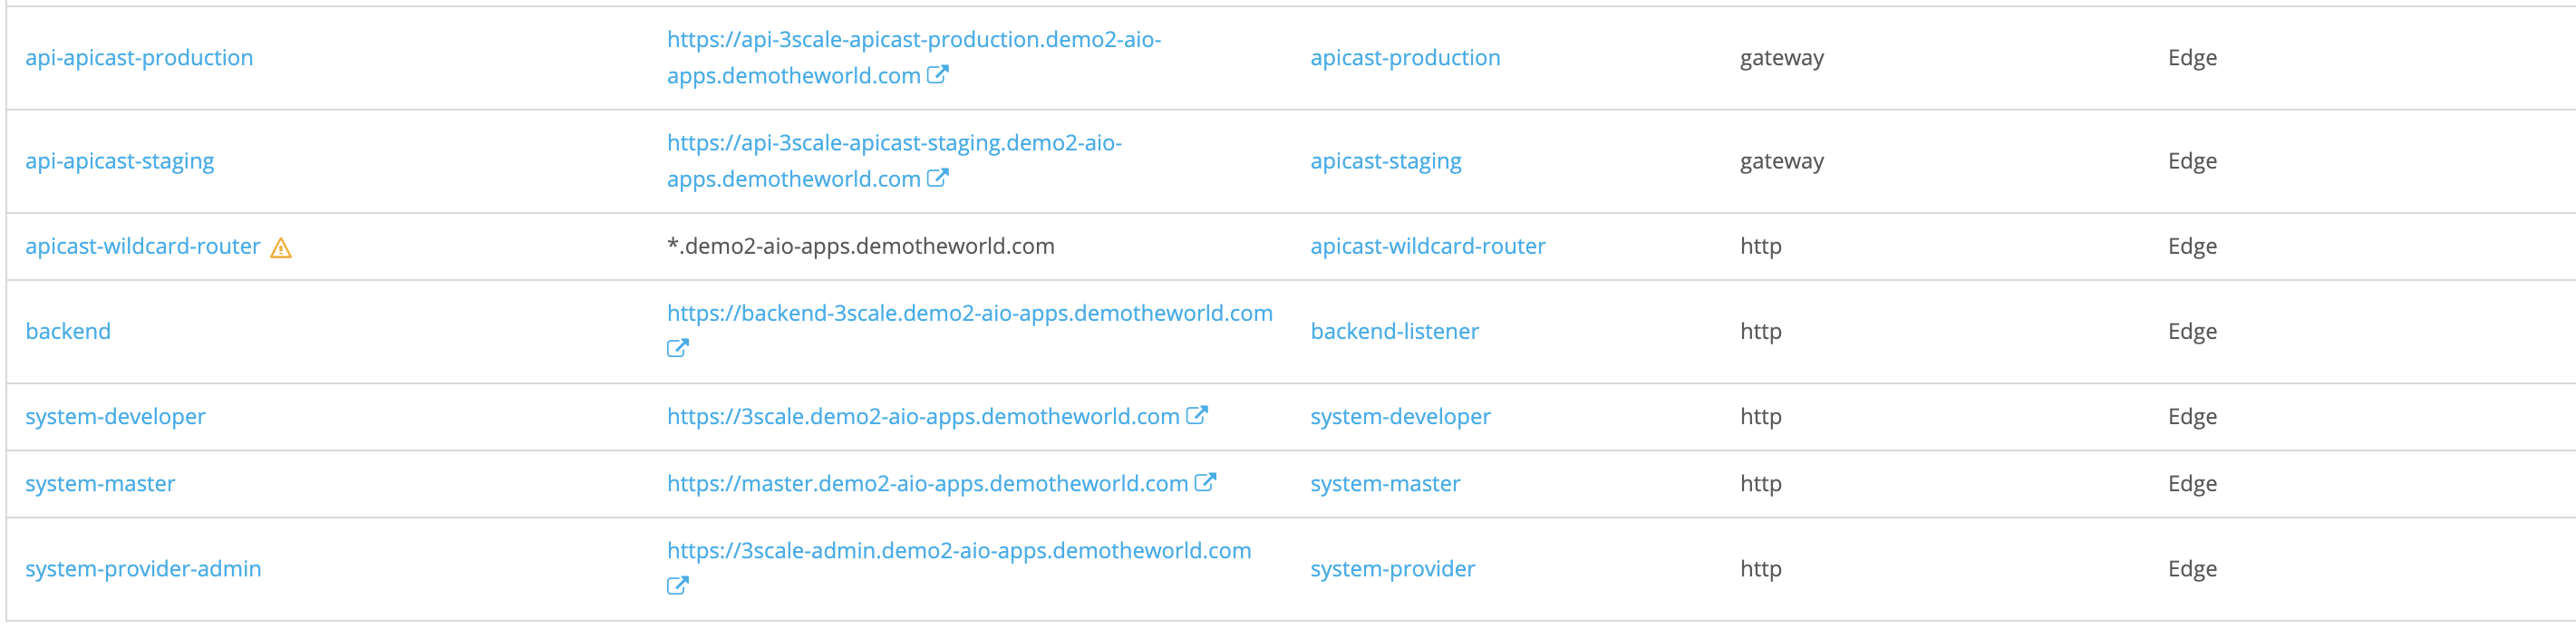 api-apicast-production
https://api-3scale-apicast-production.demo2-aio-
apps.demotheworld.com
apicast-production
gateway
Edge
api-apicast-staging
https://api-3scale-apicast-staging.demo2-aio-
apps.demotheworld.com
apicast-staging
gateway
Edge
apicast-wildcard-router
*.demo2-aio-apps.demotheworld.com
apicast-wildcard-router
http
Edge
backend
https://backend-3scale.demo2-aio-apps.demotheworld.com
backend-listener
http
Edge
system-developer
https://3scale.demo2-aio-apps.demotheworld.com
system-developer
http
Edge
system-master
https://master.demo2-aio-apps.demotheworld.com
system-master
http
Edge
system-provider-admin
https://3scale-admin.demo2-aio-apps.demotheworld.com
system-provider
http
Edge